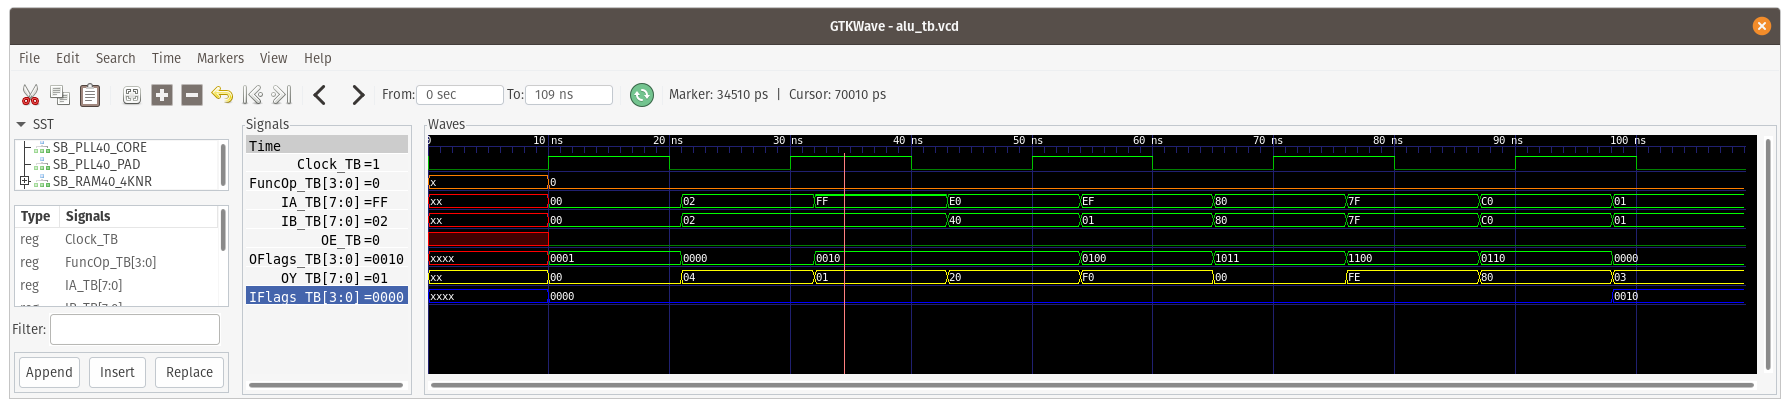 GTKWave - alu_tb.vcd
File Edit Search Time Markers View Help
From: 0 sec To: 109 ns Marker: 34510 ps | Cursor: 70010 ps
SST
SB_PLL40_CORE
SB_PLL40_PAD
SB_RAM40_4KNR
Type Signals
reg Clock_TB
reg FuncOp_TB[3:0]
reg IA_TB[7:0]
reg IB_TB[7:0]
Filter:
Append Insert Replace
Signals
Time
Clock_TB=1
FuncOp_TB[3:0]=0
IA_TB[7:0]=FF
IB_TB[7:0]=02
OE_TB=0
OFlags_TB[3:0]=0010
OY_TB[7:0]=01
IFlags_TB[3:0]=0000
Waves
0 10 ns 20 ns 30 ns 40 ns 50 ns 60 ns 70 ns 80 ns 90 ns 100 ns
x 0
xx 00 02 FF E0 EF 80 7F C0 01
xx 00 02 40 01 80 7F C0 01
xxxx 0001 0000 0010 0100 1011 1100 0110 0000
xx 00 04 01 20 F0 00 FE 80 03
xxxx 0000 0010